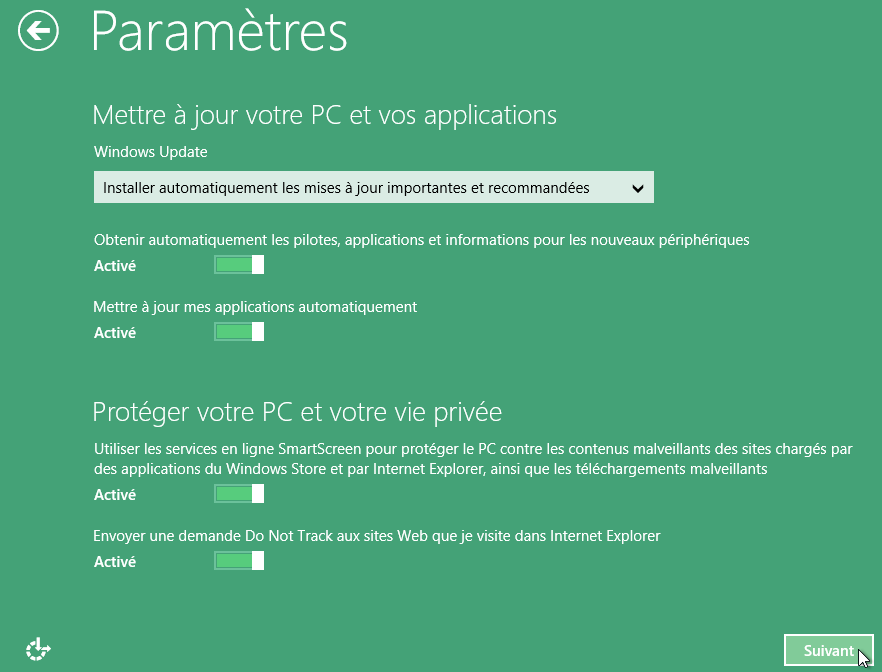 Paramètres
Mettre à jour votre PC et vos applications
Windows Update
Installer automatiquement les mises à jour importantes et recommandées
Obtenir automatiquement les pilotes, applications et informations pour les nouveaux périphériques
Activé
Mettre à jour mes applications automatiquement
Activé
Protéger votre PC et votre vie privée
Utiliser les services en ligne SmartScreen pour protéger le PC contre les contenus malveillants des sites chargés par
des applications du Windows Store et par Internet Explorer, ainsi que les téléchargements malveillants
Activé
Envoyer une demande Do Not Track aux sites Web que je visite dans Internet Explorer
Activé
Suivant